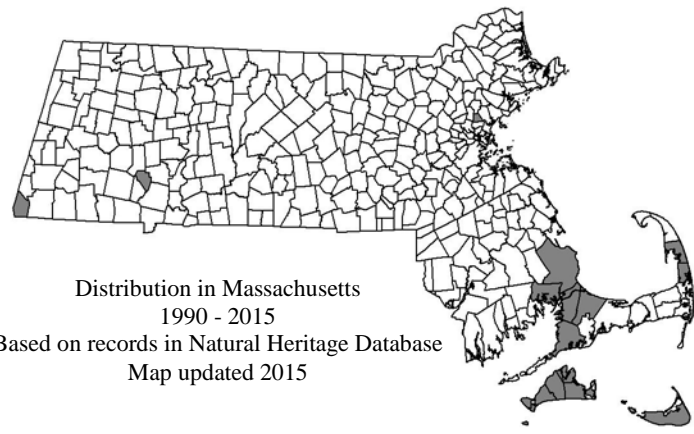 Distribution in Massachusetts
1990 - 2015
Based on records in Natural Heritage Database
Map updated 2015